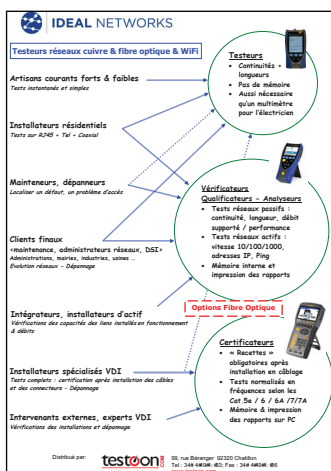 IDEAL NETWORKS
Testeurs réseaux cuivre & fibre optique & WiFi
Testeurs
• Continuités + longueurs
• Pas de mémoire
• Aussi nécessaire
qu'un multimètre
pour l'électricien
Artisans courants forts & faibles
Tests instantanés et simples
Installateurs résidentiels
Tests sur RJ45 + Tel + Coaxial
Mainteneurs, dépanneurs
Localiser un défaut, un problème d'accès
Vérificateurs
Qualificateurs - Analyseurs
• Tests réseaux passifs :
continuité, longueur, débit
supporté / performance
• Tests réseaux actifs :
vitesse 10/100/1000,
adresses IP, Ping
• Mémoire interne et
impression des rapports
Clients finaux
<maintenance, administrateurs réseaux, DSI>
Administrations, mairies, industries, usines ...
Evolution réseaux - Dépannage
Intégrateurs, installateurs d'actif
Vérifications des capacités des liens installés en fonctionnement
& débits
Options Fibre Optique
Certificateurs
• « Recettes »
obligatoires après
installation en câblage
• Tests normalisés en
fréquences selon les
Cat.5e / 6 / 6A /7/7A
• Mémoire & impression
des rapports sur PC
Installateurs spécialisés VDI
Tests complets : certification après installation des câbles
et des connecteurs - Dépannage
Intervenants externes, experts VDI
Vérifications des installations et dépannage
Distribué par:
testoon.COM
99, rue Béranger 92320 Chatillon